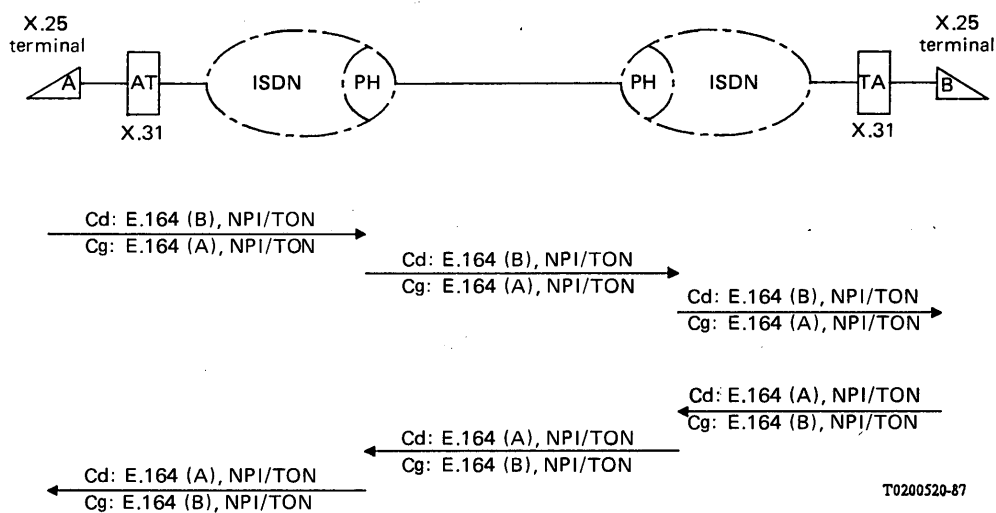 X.25
terminal
X.25
terminal
A
AT
ISDN
PH
PH
ISDN
TA
B
X.31
X.31
Cd: E.164 (B), NPI/TON
Cg: E.164 (A), NPI/TON
Cd: E.164 (B), NPI/TON
Cg: E.164 (A), NPI/TON
Cd: E.164 (B), NPI/TON
Cg: E.164 (A), NPI/TON
Cd: E.164 (A), NPI/TON
Cg: E.164 (B), NPI/TON
Cd: E.164 (A), NPI/TON
Cg: E.164 (B), NPI/TON
Cd: E.164 (A), NPI/TON
Cg: E.164 (B), NPI/TON
T0200520-87